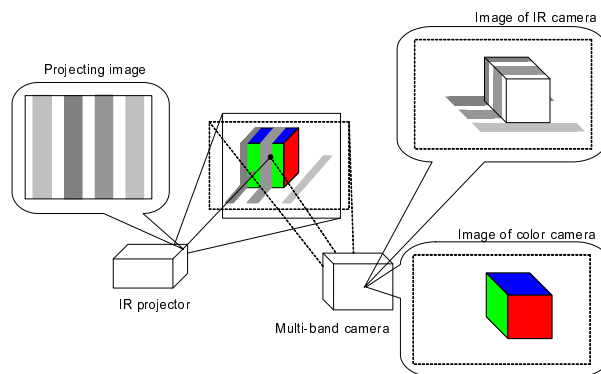 Image of IR camera
Projecting image
Image of color camera
IR projector
Multi-band camera